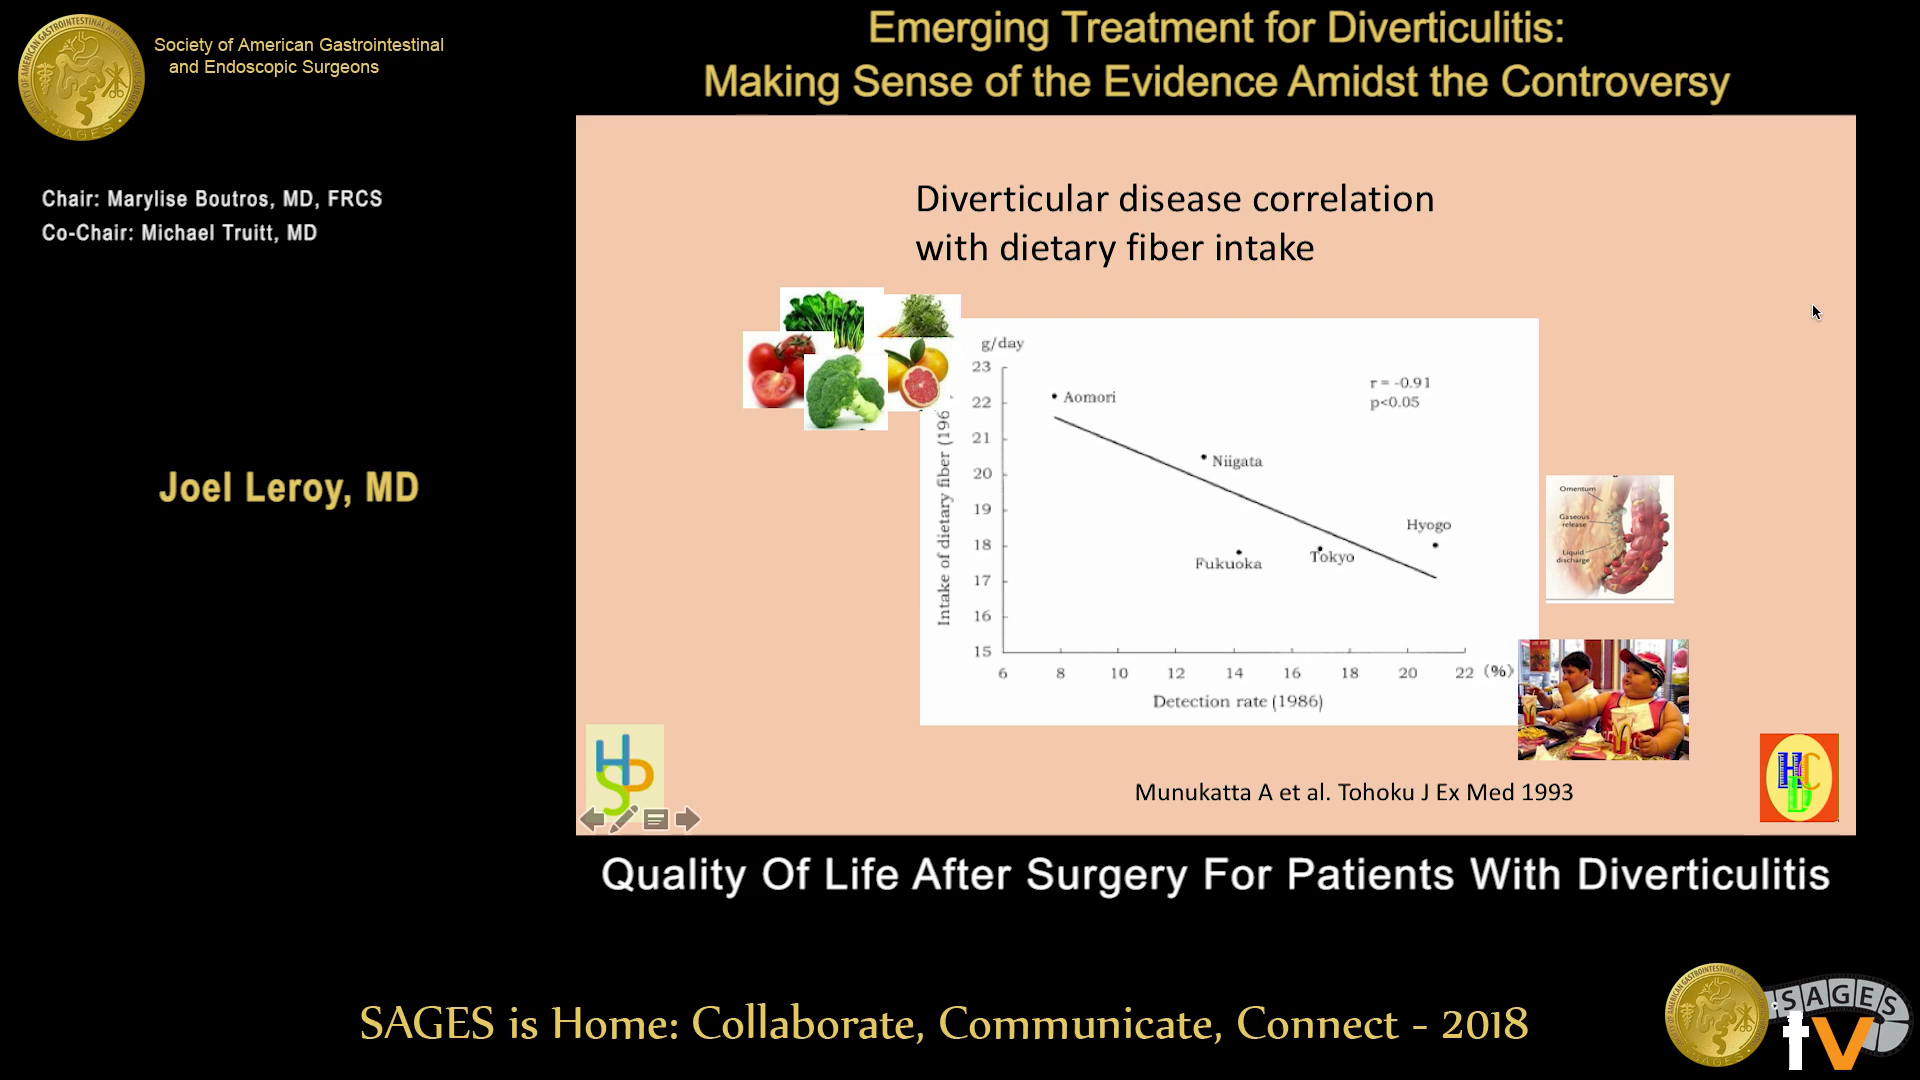 Society of American Gastrointestinal
and Endoscopic Surgeons
Emerging Treatment for Diverticulitis:
Making Sense of the Evidence Amidst the Controversy
Chair: Marylise Boutros, MD, FRCS
Co-Chair: Michael Truitt, MD
Joel Leroy, MD
Diverticular disease correlation
with dietary fiber intake
g/day
23
22
21
20
19
18
17
16
15
Intake of dietary fiber (196
r = -0.91
p<0.05
Aomori
Niigata
Hyogo
Fukuoka
Tokyo
6 8 10 12 14 16 18 20 22 (%)
Detection rate (1986)
Omentum
Gaseous
release
Liquid
discharge
Munukatta A et al. Tohoku J Ex Med 1993
Quality Of Life After Surgery For Patients With Diverticulitis
SAGES is Home: Collaborate, Communicate, Connect - 2018
SAGES
tv